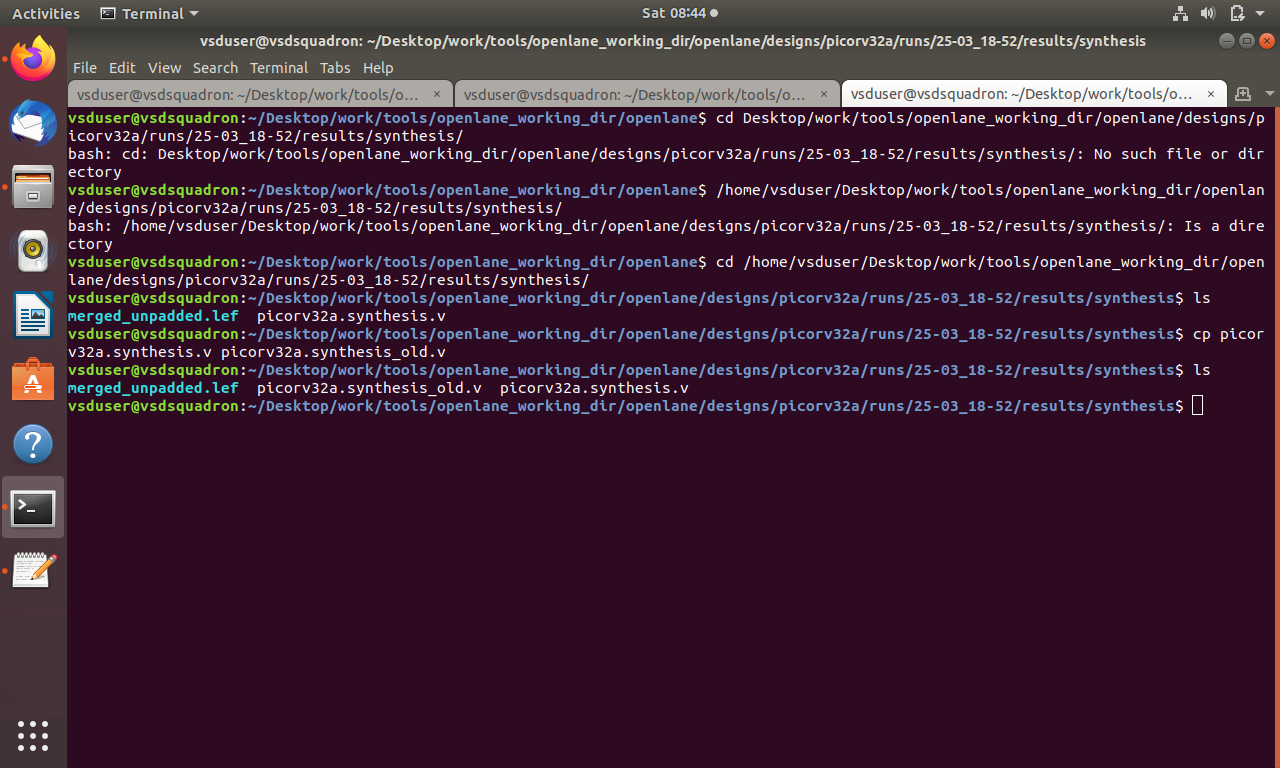 Activities Terminal Sat 08:44
vsduser@vsdsquadron: ~/Desktop/work/tools/openlane_working_dir/openlane/designs/picorv32a/runs/25-03_18-52/results/synthesis
File Edit View Search Terminal Tabs Help
vsduser@vsdsquadron: ~/Desktop/work/tools/o... × vsduser@vsdsquadron: ~/Desktop/work/tools/o... × vsduser@vsdsquadron: ~/Desktop/work/tools/o... ×
vsduser@vsdsquadron:~/Desktop/work/tools/openlane_working_dir/openlane$ cd Desktop/work/tools/openlane_working_dir/openlane/designs/p
icorv32a/runs/25-03_18-52/results/synthesis/
bash: cd: Desktop/work/tools/openlane_working_dir/openlane/designs/picorv32a/runs/25-03_18-52/results/synthesis/: No such file or dir
ectory
vsduser@vsdsquadron:~/Desktop/work/tools/openlane_working_dir/openlane$ /home/vsduser/Desktop/work/tools/openlane_working_dir/openlan
e/designs/picorv32a/runs/25-03_18-52/results/synthesis/
bash: /home/vsduser/Desktop/work/tools/openlane_working_dir/openlane/designs/picorv32a/runs/25-03_18-52/results/synthesis/: Is a dire
ctory
vsduser@vsdsquadron:~/Desktop/work/tools/openlane_working_dir/openlane$ cd /home/vsduser/Desktop/work/tools/openlane_working_dir/open
lane/designs/picorv32a/runs/25-03_18-52/results/synthesis/
vsduser@vsdsquadron:~/Desktop/work/tools/openlane_working_dir/openlane/designs/picorv32a/runs/25-03_18-52/results/synthesis$ ls
merged_unpadded.lef picorv32a.synthesis.v
vsduser@vsdsquadron:~/Desktop/work/tools/openlane_working_dir/openlane/designs/picorv32a/runs/25-03_18-52/results/synthesis$ cp picor
v32a.synthesis.v picorv32a.synthesis_old.v
vsduser@vsdsquadron:~/Desktop/work/tools/openlane_working_dir/openlane/designs/picorv32a/runs/25-03_18-52/results/synthesis$ ls
merged_unpadded.lef picorv32a.synthesis_old.v picorv32a.synthesis.v
vsduser@vsdsquadron:~/Desktop/work/tools/openlane_working_dir/openlane/designs/picorv32a/runs/25-03_18-52/results/synthesis$